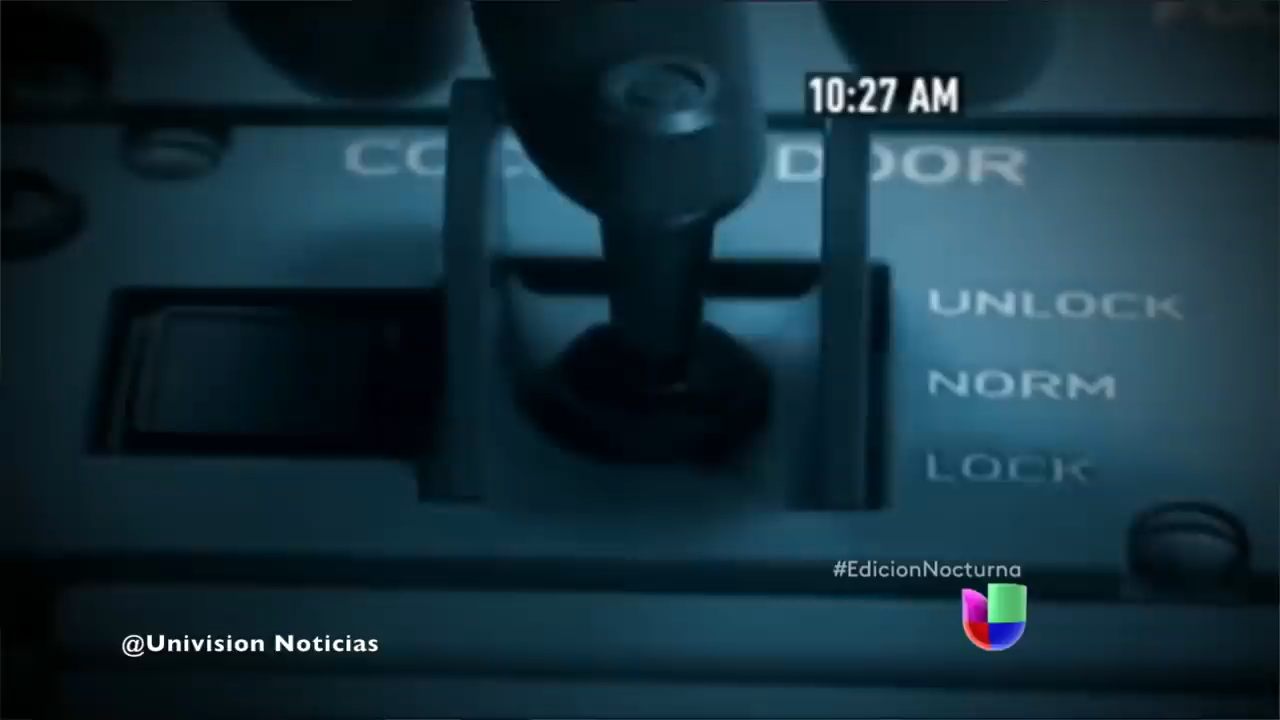 10:27 AM
DOOR
UNLOCK
NORM
LOCK
#EdicionNocturna
@Univision Noticias